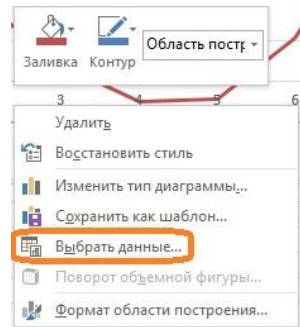 Область постр
Заливка Контур
3 4 5 6
Удалить
Восстановить стиль
Изменить тип диаграммы...
Сохранить как шаблон...
Выбрать данные...
Поворот объемной фигуры...
Формат области построения...